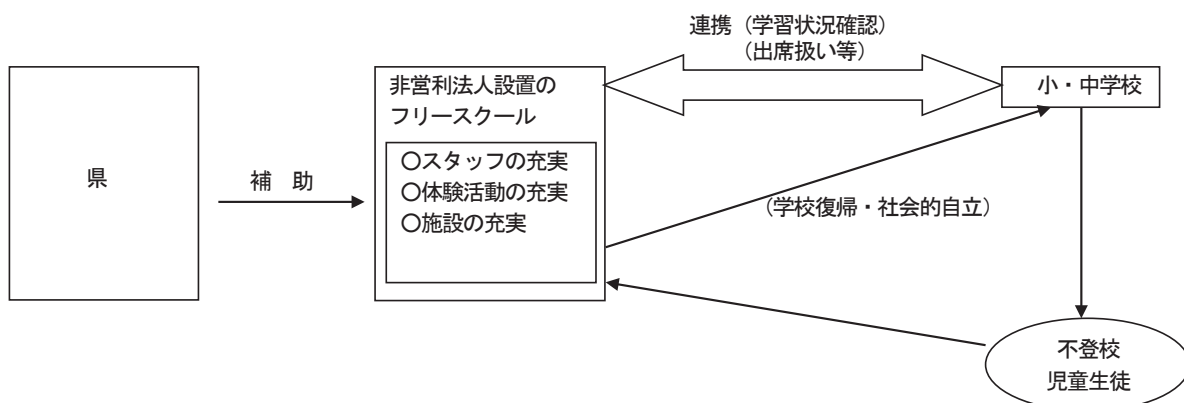 連携（学習状況確認）
（出席扱い等）
非営利法人設置の
フリースクール
小・中学校
○スタッフの充実
○体験活動の充実
○施設の充実
県
補　助
（学校復帰・社会的自立）
不登校
児童生徒